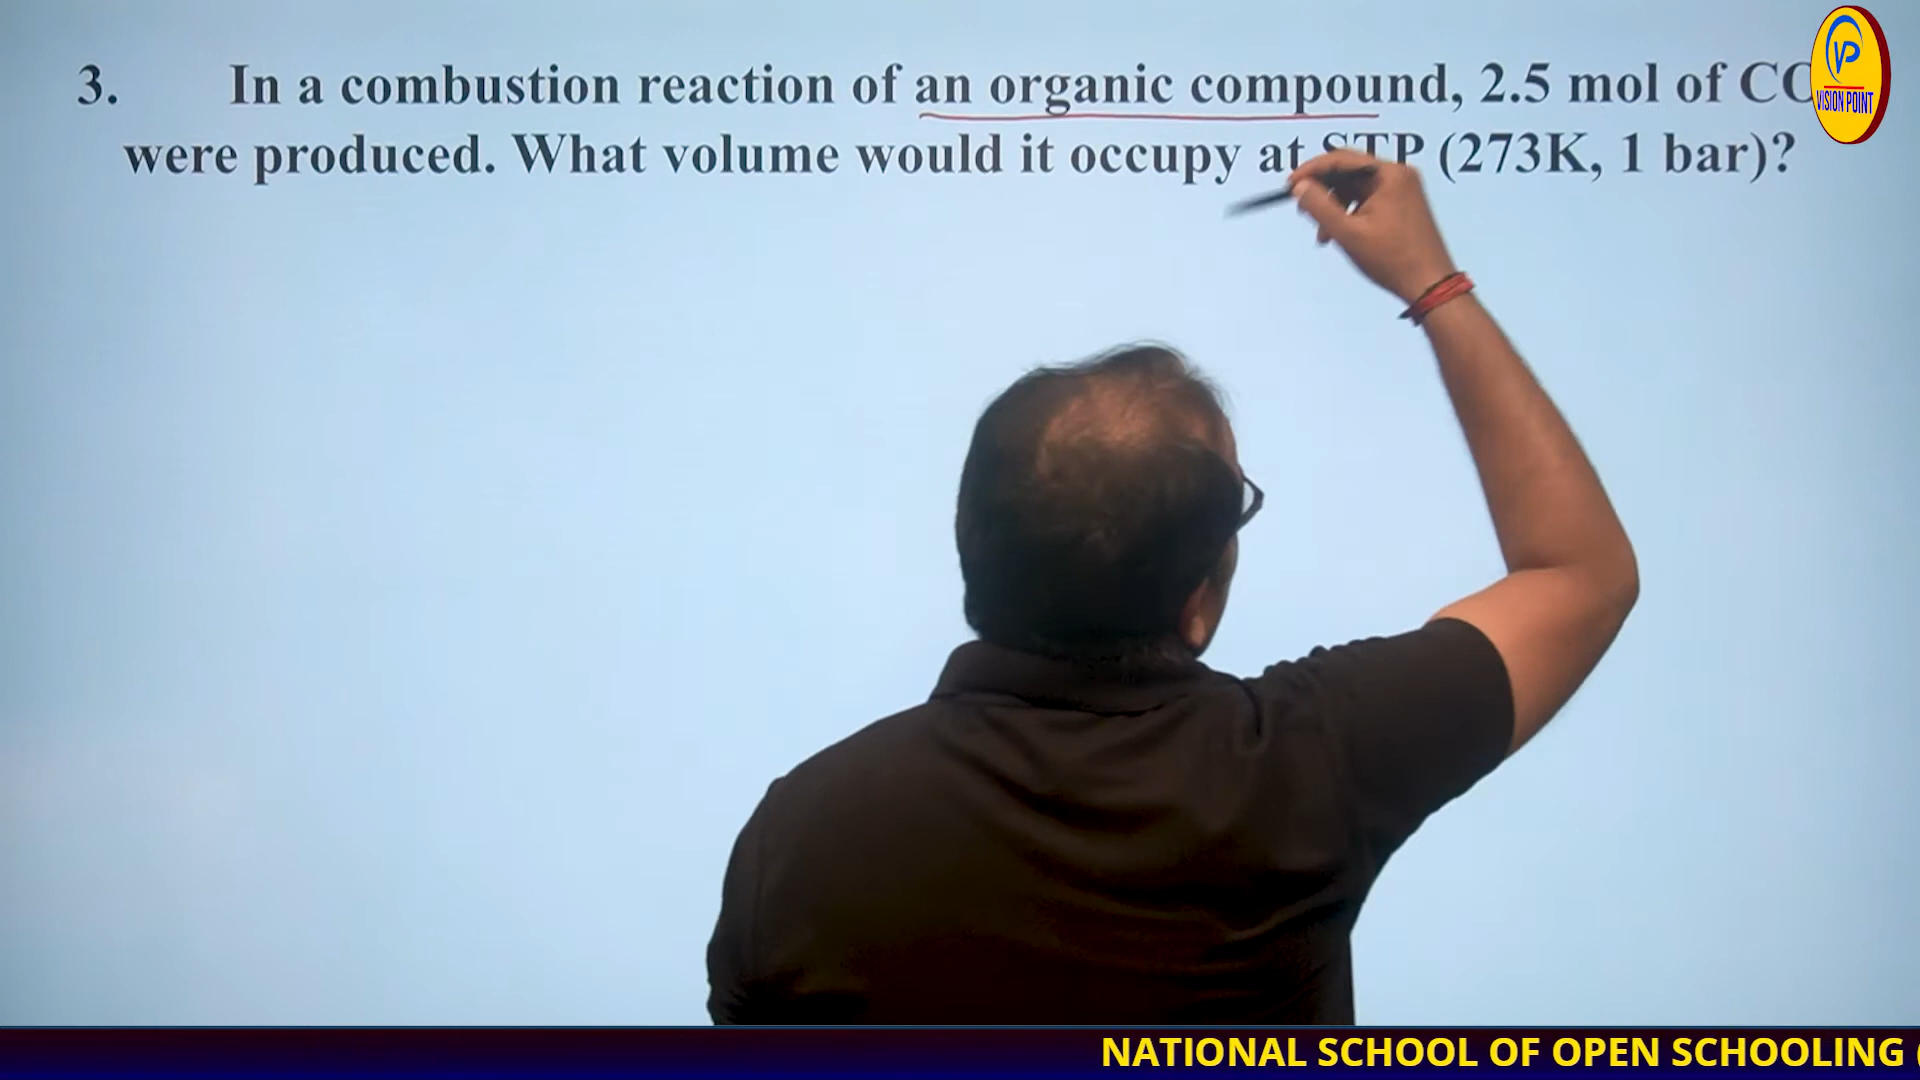 3. In a combustion reaction of an organic compound, 2.5 mol of
were produced. What volume would it occupy at STP (273K, 1 bar)?
VP
VISION POINT
NATIONAL SCHOOL OF OPEN SCHOOLING